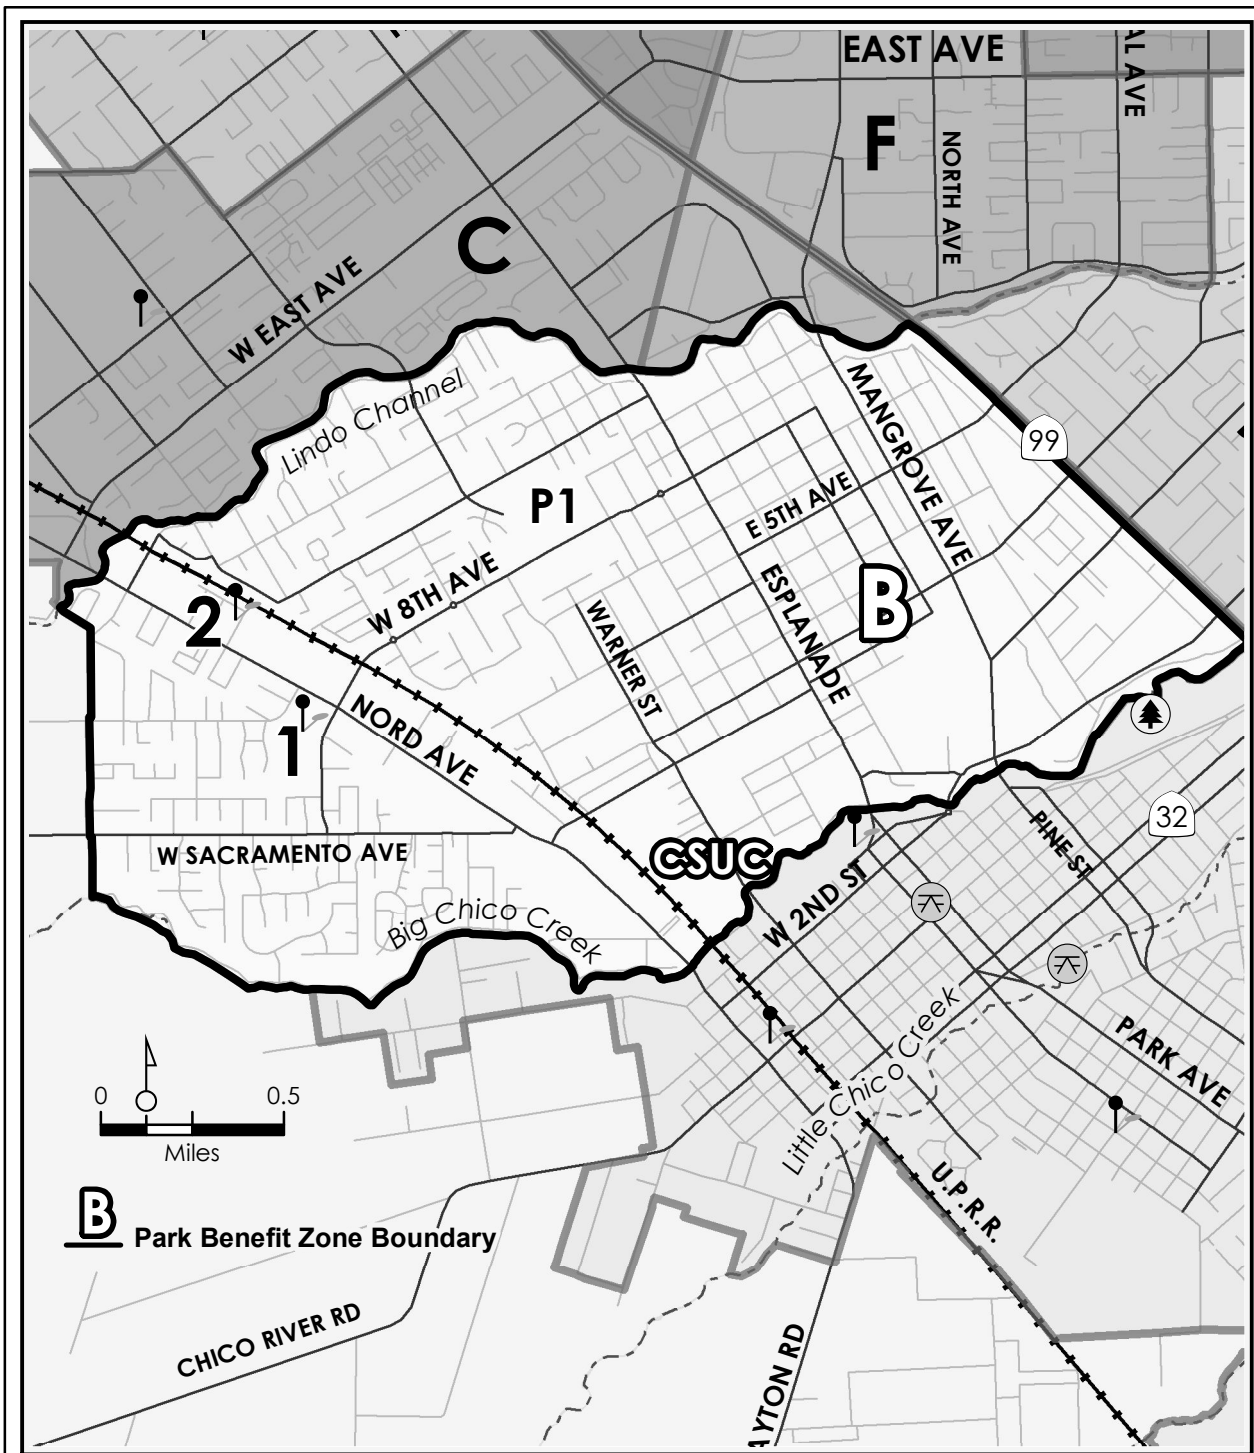 EAST AVE
AL AVE
F
NORTH AVE
C
W EAST AVE
Lindo Channel
MANGROVE AVE
99
P1
E 5TH AVE
W 8TH AVE
ESPLANADE
B
2
WARNER ST
NORD AVE
1
32
PINE ST
W SACRAMENTO AVE
CSUC
W 2ND ST
Big Chico Creek
Little Chico Creek
PARK AVE
0 0.5
Miles
U.P.R.R.
B Park Benefit Zone Boundary
CHICO RIVER RD
AYTON RD